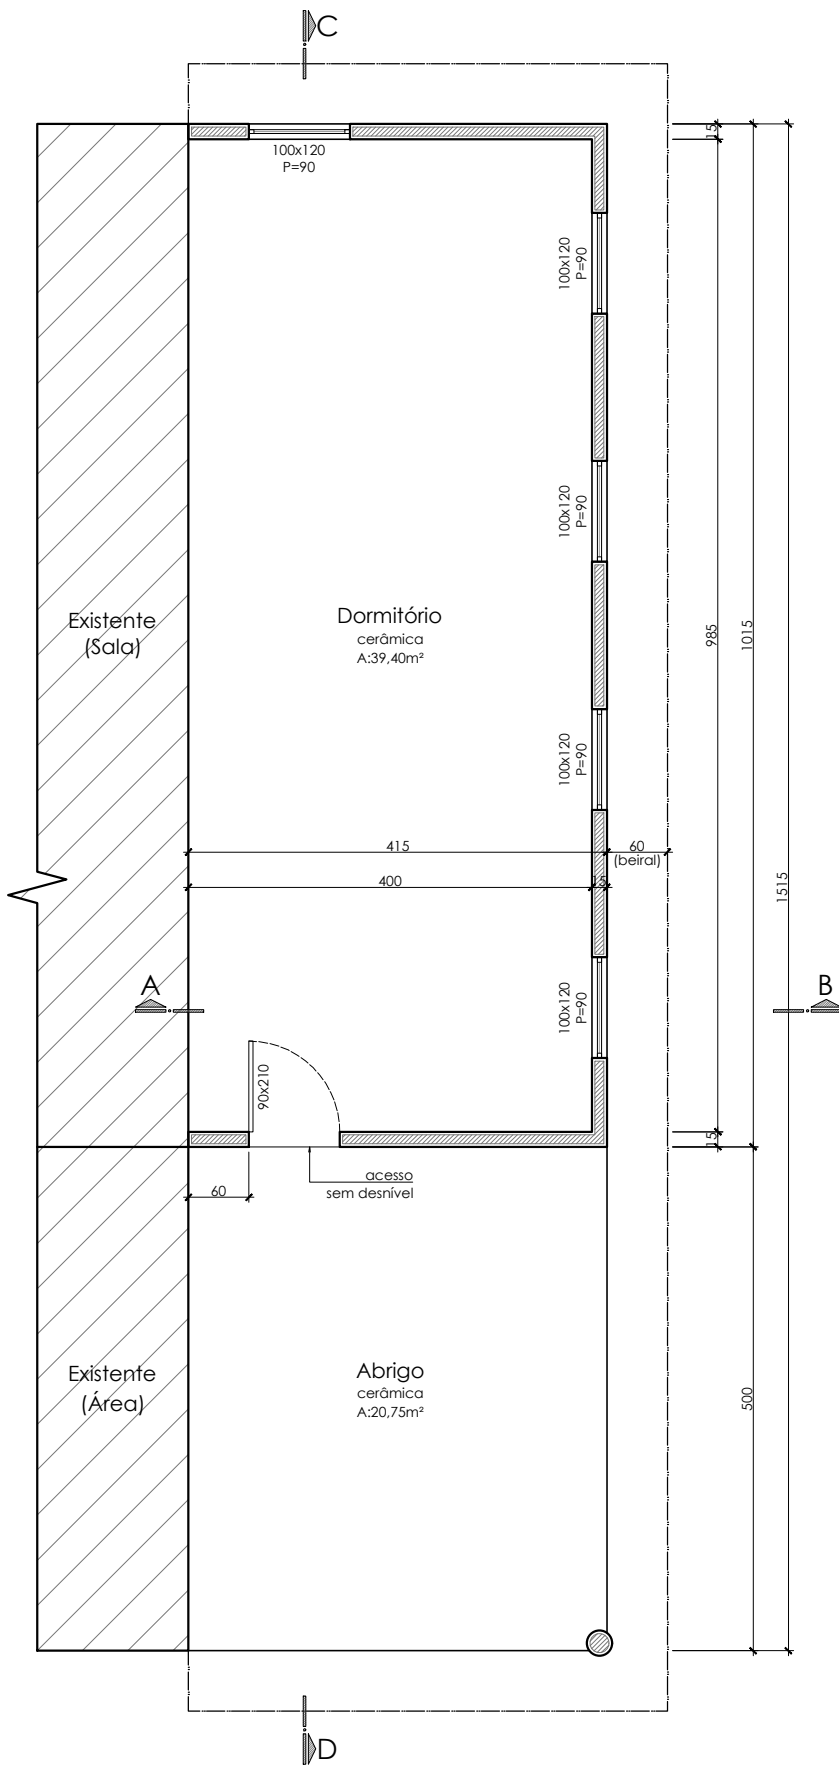 C
100x120
P=90
15
100x120
P=90
100x120
P=90
Existente
(Sala)
Dormitório
cerâmica
A:39,40m²
985
1015
100x120
P=90
415
60
(beiral)
400
15
1515
A
B
100x120
P=90
90x210
15
60
acesso
sem desnível
Existente
(Área)
Abrigo
cerâmica
A:20,75m²
500
D